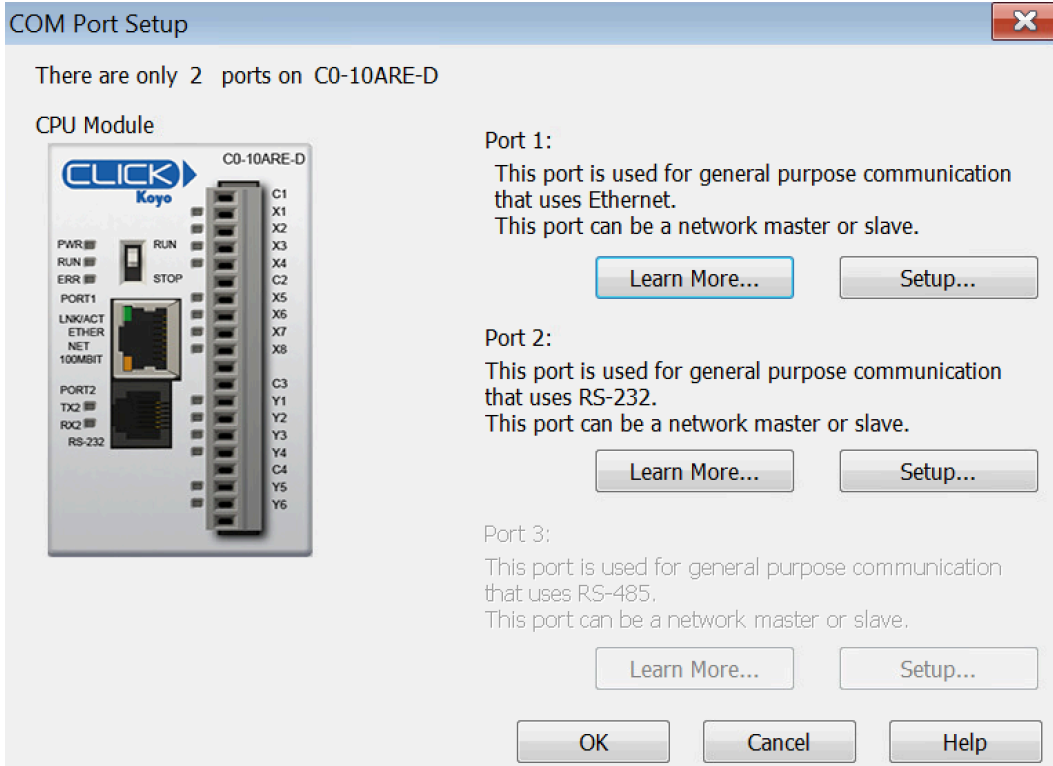 COM Port Setup
There are only 2 ports on C0-10ARE-D
CPU Module
C0-10ARE-D
CLICK
Koyo
C1
X1
X2
PWR
RUN
X3
RUN
X4
ERR
STOP
C2
PORT1
X5
LNK/ACT
X6
ETHER
X7
NET
X8
100MBIT
C3
PORT2
Y1
TX2
Y2
RX2
Y3
RS-232
Y4
C4
Y5
Y6
Port 1:
This port is used for general purpose communication
that uses Ethernet.
This port can be a network master or slave.
Learn More...
Setup...
Port 2:
This port is used for general purpose communication
that uses RS-232.
This port can be a network master or slave.
Learn More...
Setup...
Port 3:
This port is used for general purpose communication
that uses RS-485.
This port can be a network master or slave.
Learn More...
Setup...
OK
Cancel
Help